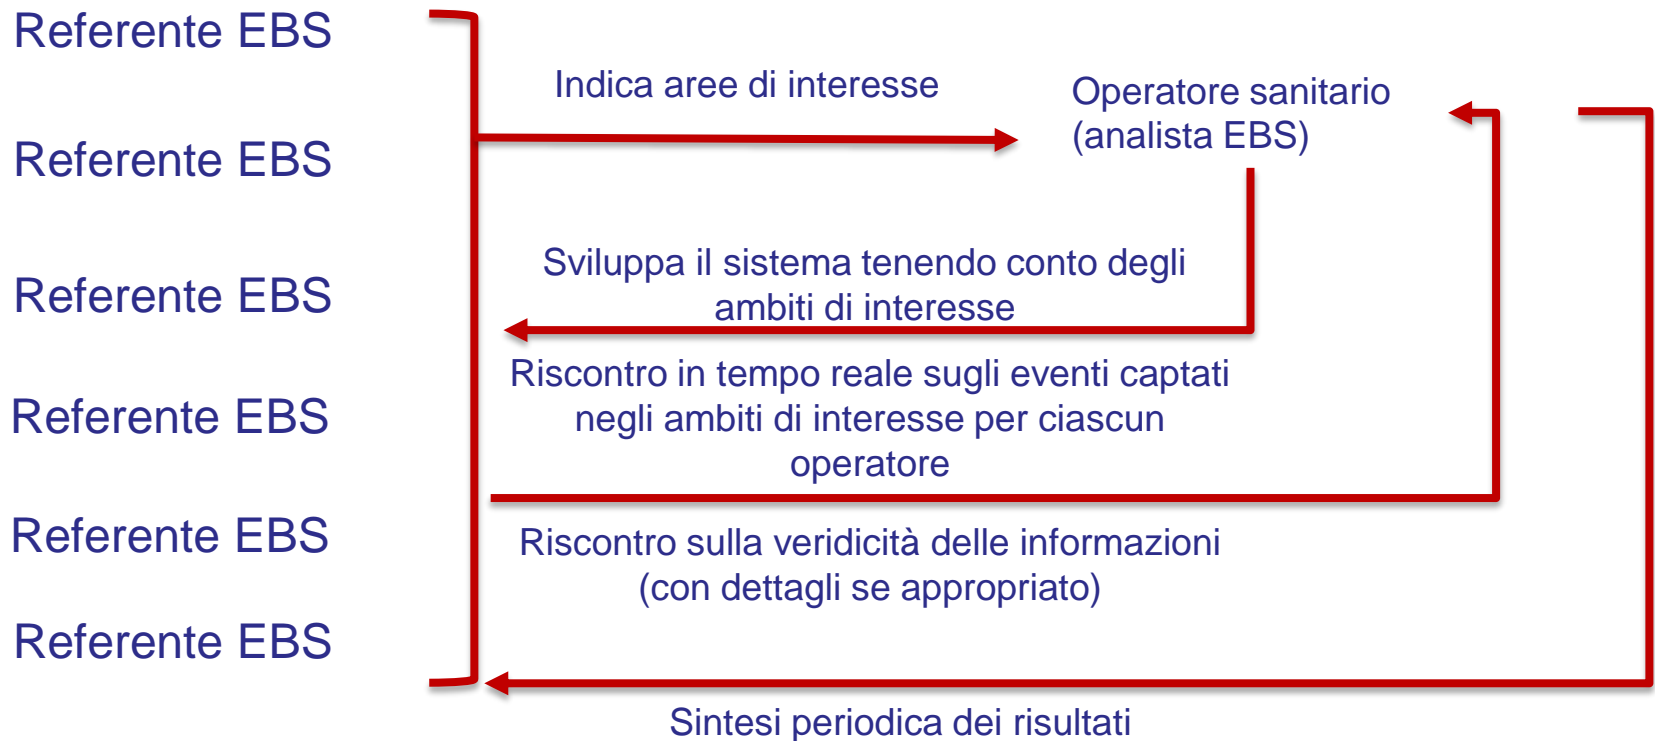 Referente EBS
Indica aree di interesse
Operatore sanitario
(analista EBS)
Referente EBS
Sviluppa il sistema tenendo conto degli
ambiti di interesse
Referente EBS
Riscontro in tempo reale sugli eventi captati
negli ambiti di interesse per ciascun
operatore
Referente EBS
Referente EBS
Riscontro sulla veridicità delle informazioni
(con dettagli se appropriato)
Referente EBS
Sintesi periodica dei risultati